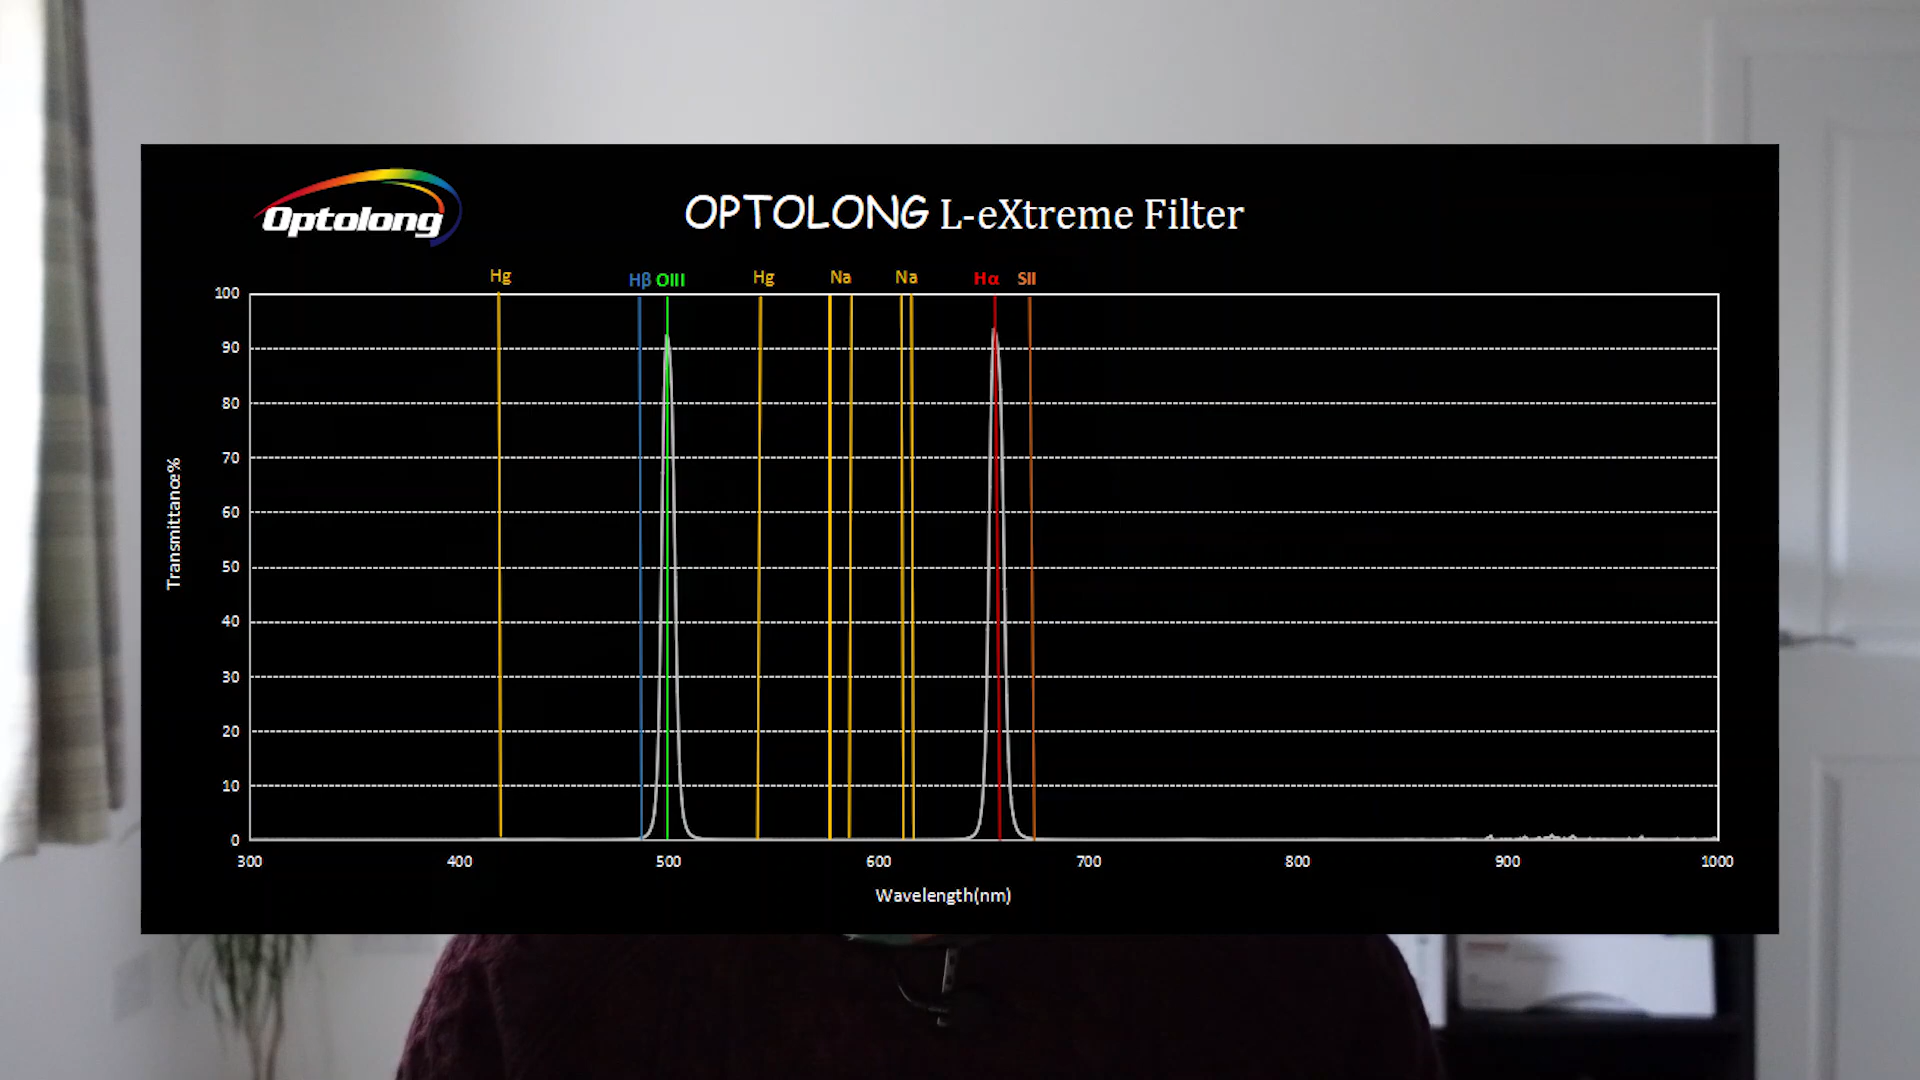 Optolong
OPTOLONG L-eXtreme Filter
Hg Hβ OIII Hg Na Na Hα SII
100
90
80
70
60
50
40
30
20
10
0
Transmittance%
300 400 500 600 700 800 900 1000
Wavelength(nm)